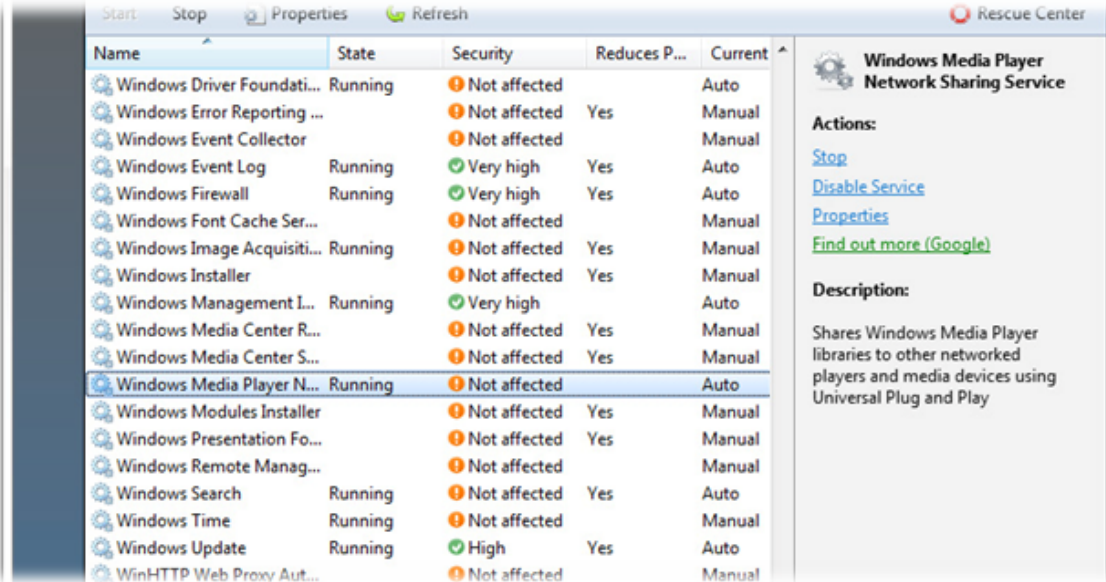 Start Stop Properties Refresh Rescue Center
Name State Security Reduces P... Current
Windows Driver Foundati... Running Not affected Auto
Windows Error Reporting ... Not affected Yes Manual
Windows Event Collector Not affected Manual
Windows Event Log Running Very high Yes Auto
Windows Firewall Running Very high Yes Auto
Windows Font Cache Ser... Not affected Manual
Windows Image Acquisiti... Running Not affected Yes Manual
Windows Installer Not affected Yes Manual
Windows Management I... Running Very high Auto
Windows Media Center R... Not affected Yes Manual
Windows Media Center S... Not affected Yes Manual
Windows Media Player N... Running Not affected Auto
Windows Modules Installer Not affected Yes Manual
Windows Presentation Fo... Not affected Yes Manual
Windows Remote Manag... Not affected Manual
Windows Search Running Not affected Yes Auto
Windows Time Running Not affected Manual
Windows Update Running High Yes Auto
WinHTTP Web Proxy Aut... Not affected Manual
Windows Media Player
Network Sharing Service
Actions:
Stop
Disable Service
Properties
Find out more (Google)
Description:
Shares Windows Media Player
libraries to other networked
players and media devices using
Universal Plug and Play